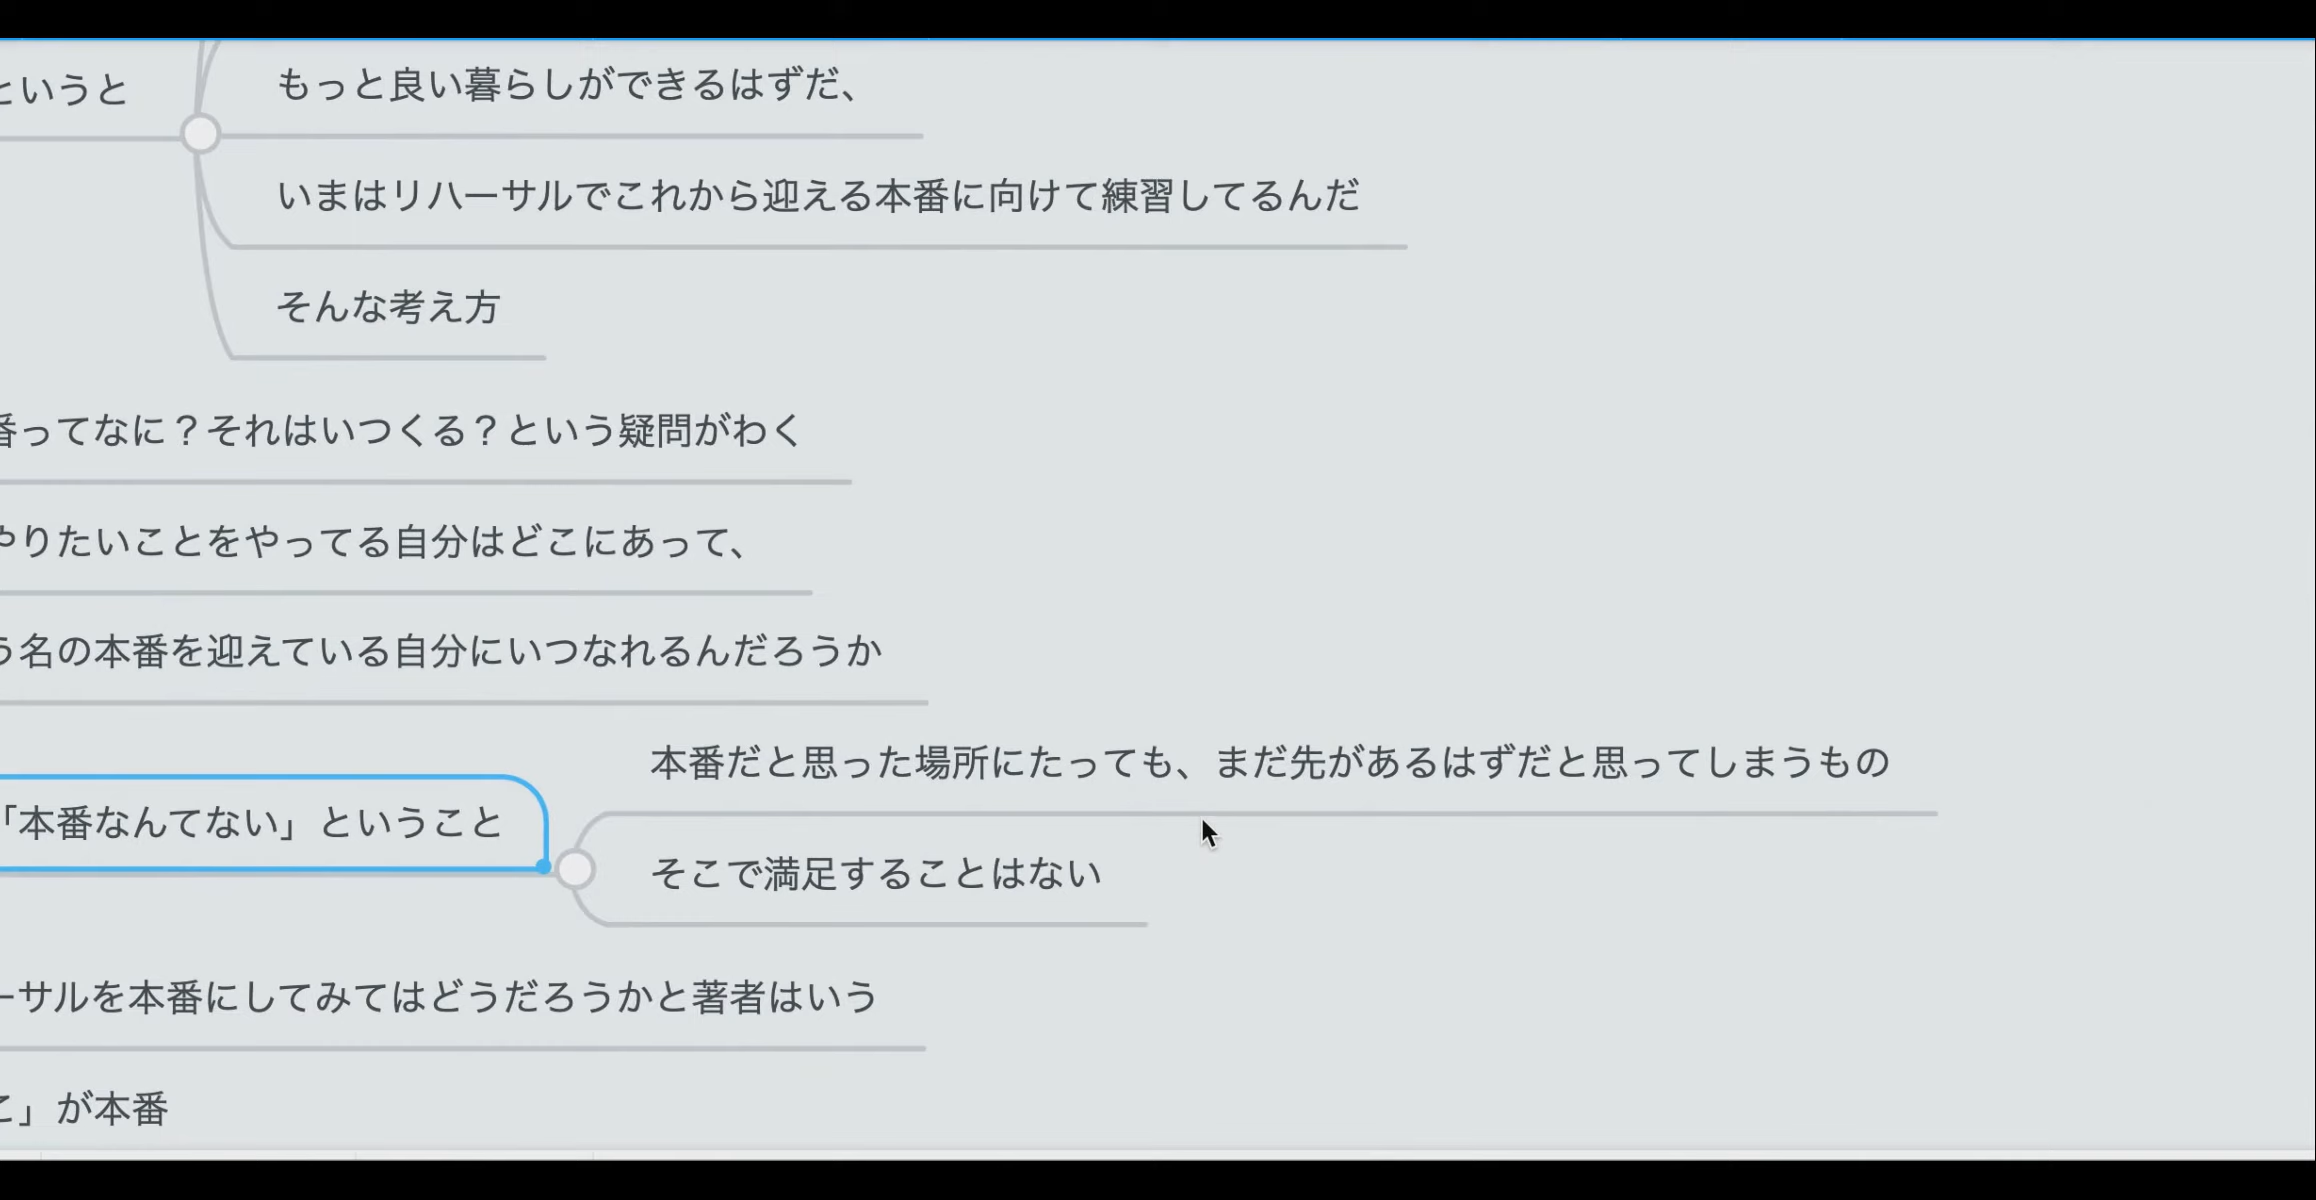 というと
もっと良い暮らしができるはずだ、
いまはリハーサルでこれから迎える本番に向けて練習してるんだ
そんな考え方
番ってなに？それはいつくる？という疑問がわく
やりたいことをやってる自分はどこにあって、
う名の本番を迎えている自分にいつなれるんだろうか
本番だと思った場所にたっても、まだ先があるはずだと思ってしまうもの
「本番なんてない」ということ
そこで満足することはない
ーサルを本番にしてみてはどうだろうかと著者はいう
こ」が本番